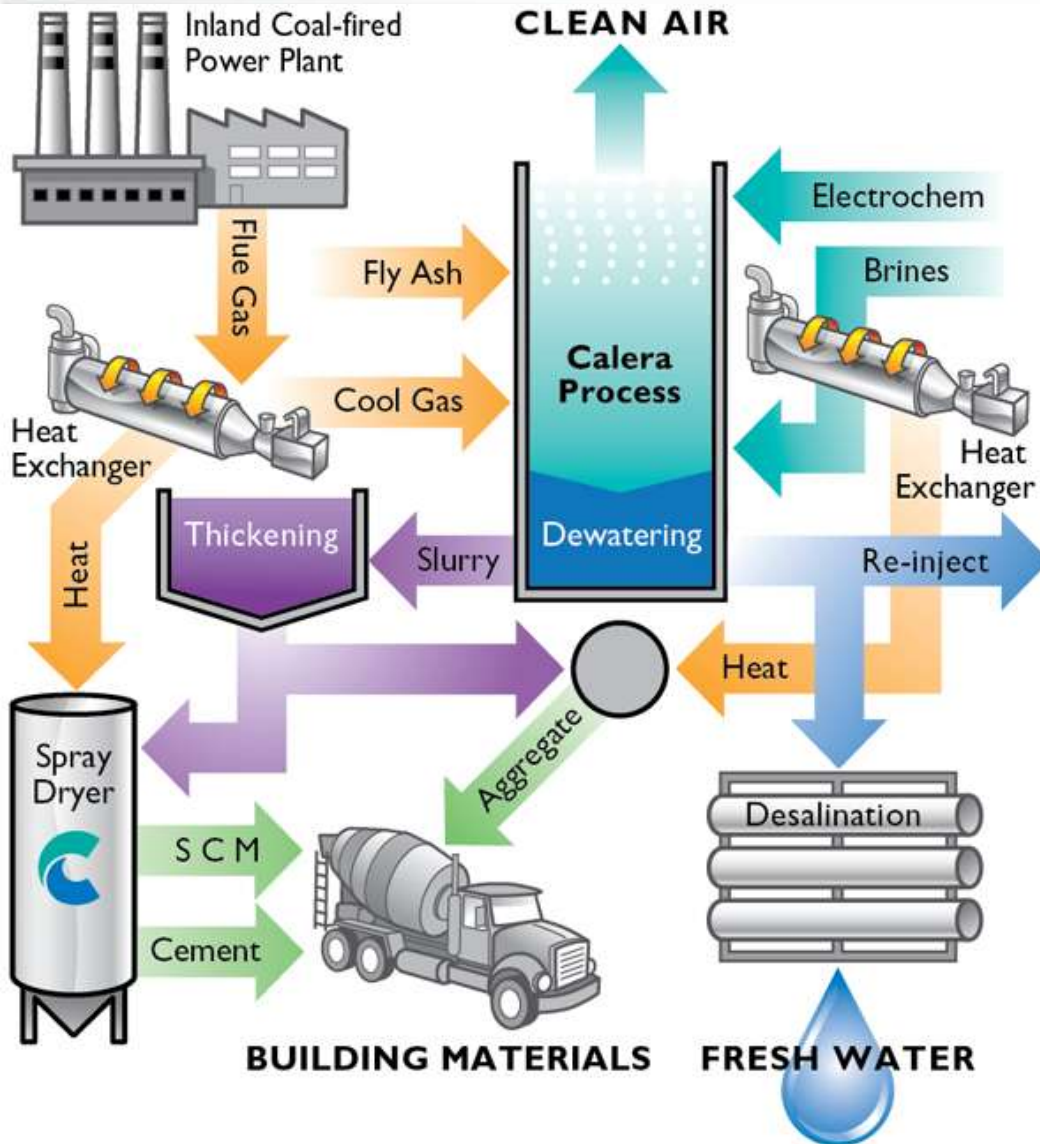 Inland Coal-fired
Power Plant
CLEAN AIR
Flue Gas
Fly Ash
Electrochem
Brines
Calera
Process
Cool Gas
Heat
Exchanger
Heat
Exchanger
Thickening
Slurry
Dewatering
Re-inject
Heat
Heat
Spray
Dryer
Aggregate
Desalination
S C M
Cement
BUILDING MATERIALS
FRESH WATER